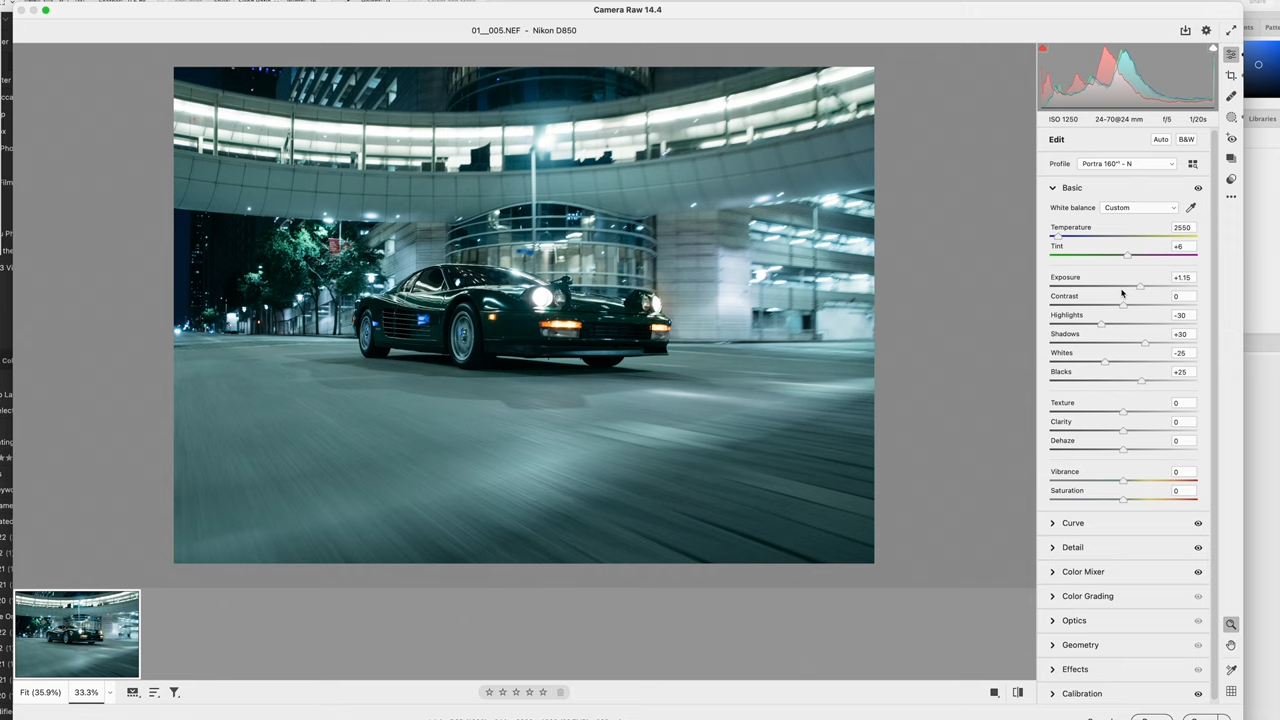 Camera Raw 14.4
01__005.NEF - Nikon D850
ISO 1250 24-70@24 mm f/5 1/20s
Edit Auto B&W
Profile Portra 160 - N
Basic
White balance Custom
Temperature 2550
Tint +6
Exposure +1.15
Contrast 0
Highlights -30
Shadows +30
Whites -25
Blacks +25
Texture 0
Clarity 0
Dehaze 0
Vibrance 0
Saturation 0
Curve
Detail
Color Mixer
Color Grading
Optics
Geometry
Effects
Calibration
Fit (35.9%) 33.3%
Libraries